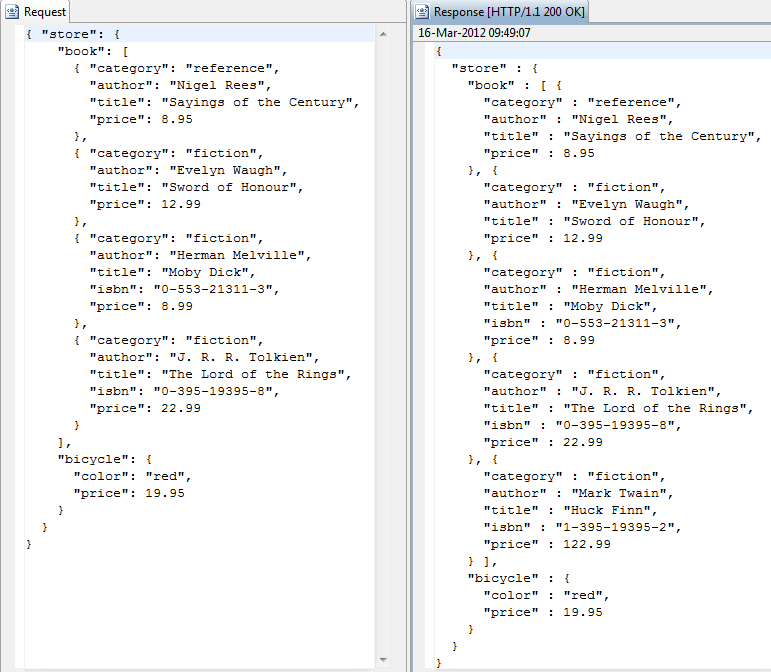 Request
{ "store": {
    "book": [
      { "category": "reference",
        "author": "Nigel Rees",
        "title": "Sayings of the Century",
        "price": 8.95
      },
      { "category": "fiction",
        "author": "Evelyn Waugh",
        "title": "Sword of Honour",
        "price": 12.99
      },
      { "category": "fiction",
        "author": "Herman Melville",
        "title": "Moby Dick",
        "isbn": "0-553-21311-3",
        "price": 8.99
      },
      { "category": "fiction",
        "author": "J. R. R. Tolkien",
        "title": "The Lord of the Rings",
        "isbn": "0-395-19395-8",
        "price": 22.99
      }
    ],
    "bicycle": {
      "color": "red",
      "price": 19.95
    }
  }
}
Response [HTTP/1.1 200 OK]
16-Mar-2012 09:49:07
{
  "store" : {
    "book" : [ {
      "category" : "reference",
      "author" : "Nigel Rees",
      "title" : "Sayings of the Century",
      "price" : 8.95
    }, {
      "category" : "fiction",
      "author" : "Evelyn Waugh",
      "title" : "Sword of Honour",
      "price" : 12.99
    }, {
      "category" : "fiction",
      "author" : "Herman Melville",
      "title" : "Moby Dick",
      "isbn" : "0-553-21311-3",
      "price" : 8.99
    }, {
      "category" : "fiction",
      "author" : "J. R. R. Tolkien",
      "title" : "The Lord of the Rings",
      "isbn" : "0-395-19395-8",
      "price" : 22.99
    }, {
      "category" : "fiction",
      "author" : "Mark Twain",
      "title" : "Huck Finn",
      "isbn" : "1-395-19395-2",
      "price" : 122.99
    } ],
    "bicycle" : {
      "color" : "red",
      "price" : 19.95
    }
  }
}